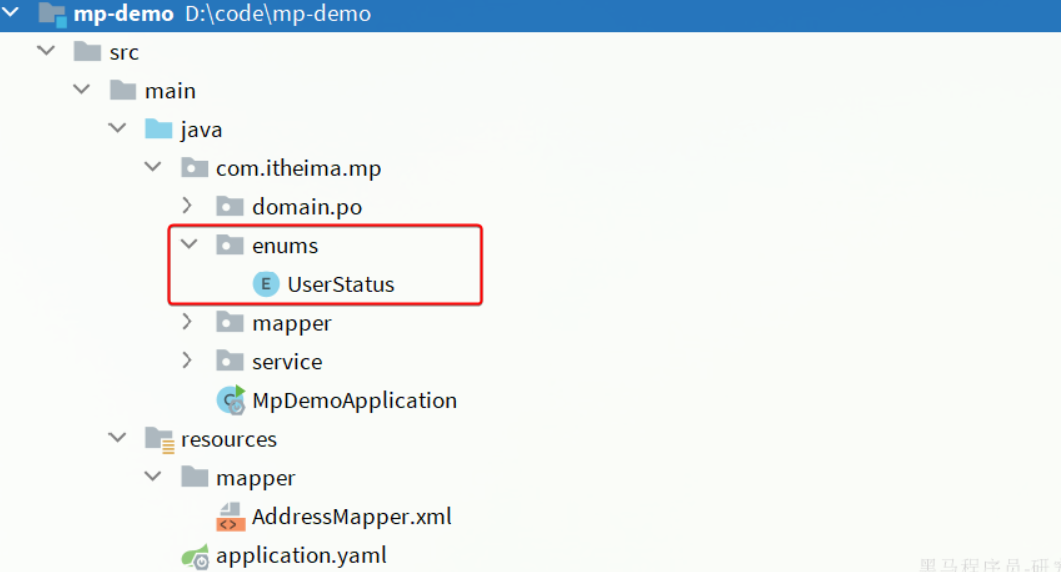 mp-demo D:\code\mp-demo
src
main
java
com.itheima.mp
domain.po
enums
E UserStatus
mapper
service
C MpDemoApplication
resources
mapper
<> AddressMapper.xml
application.yaml
黑马程序员-研